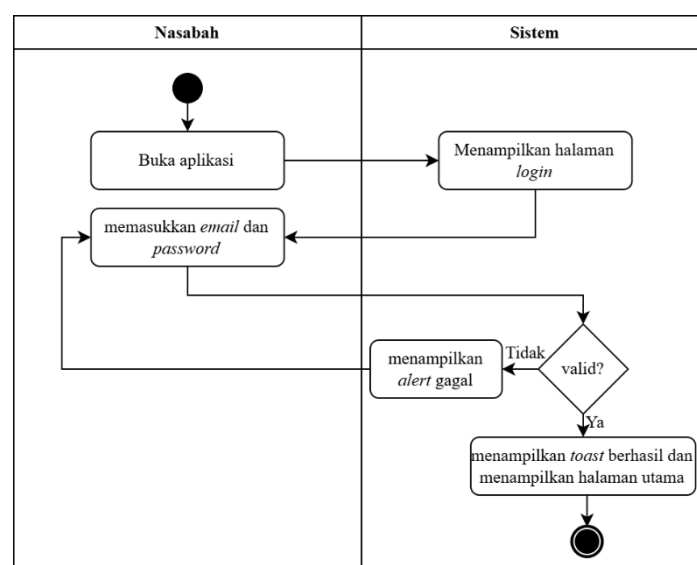 Nasabah
Sistem
Buka aplikasi
Menampilkan halaman
login
memasukkan email dan
password
valid?
Tidak
menampilkan
alert gagal
Ya
menampilkan toast berhasil dan
menampilkan halaman utama